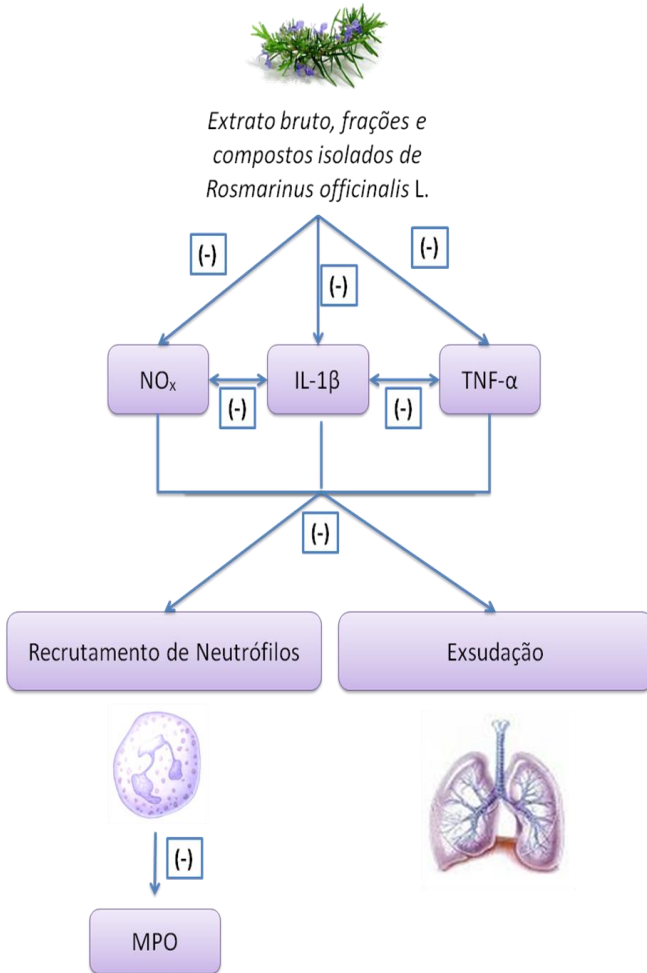 Extrato bruto, frações e
compostos isolados de
Rosmarinus officinalis L.
(-)
(-)
(-)
NOₓ
IL-1β
TNF-α
(-)
(-)
(-)
Recrutamento de Neutrófilos
Exsudação
(-)
MPO